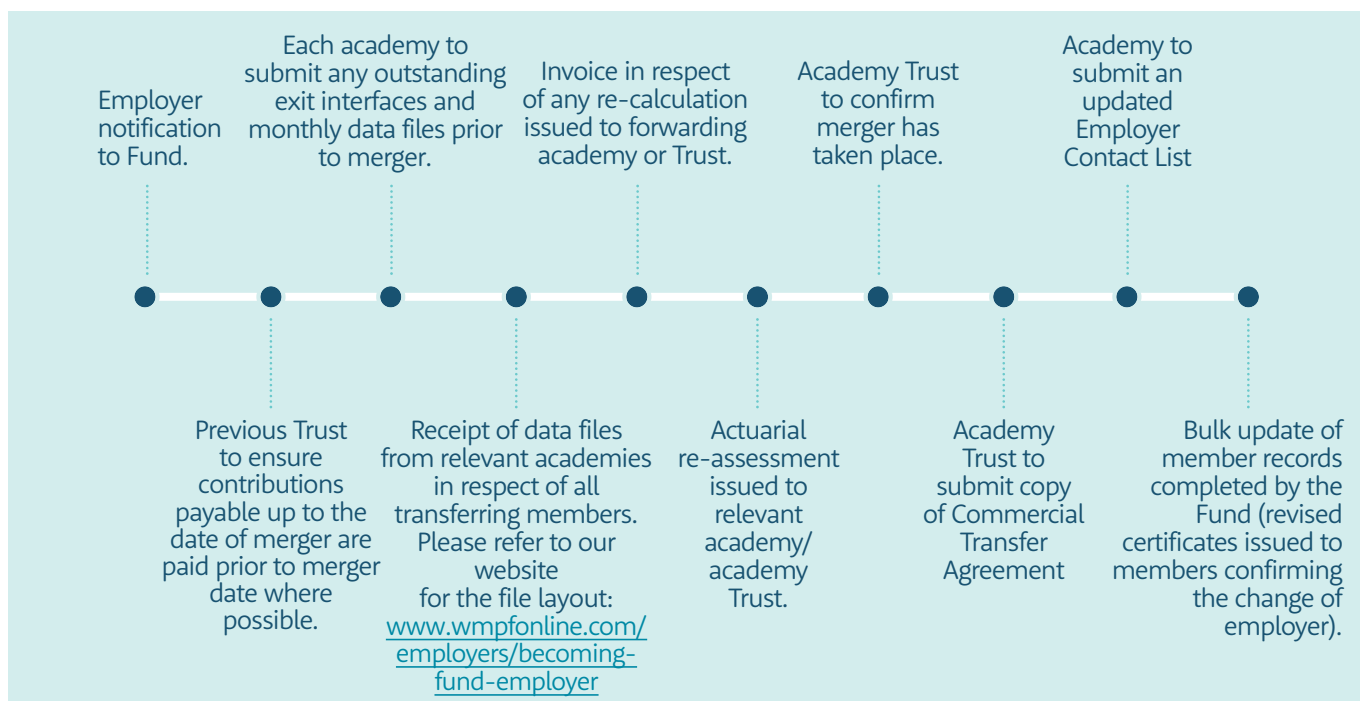 Employer
notification
to Fund.
Each academy to
submit any outstanding
exit interfaces and
monthly data files prior
to merger.
Invoice in respect
of any re-calculation
issued to forwarding
academy or Trust.
Academy Trust
to confirm
merger has
taken place.
Academy to
submit an
updated
Employer
Contact List
Previous Trust
to ensure
contributions
payable up to the
date of merger are
paid prior to merger
date where
possible.
Receipt of data files
from relevant academies
in respect of all
transferring members.
Please refer to our
website
for the file layout:
www.wmpfonline.com/
employers/becoming-
fund-employer
Actuarial
re-assessment
issued to
relevant
academy/
academy
Trust.
Academy
Trust to
submit copy
of Commercial
Transfer
Agreement
Bulk update of
member records
completed by the
Fund (revised
certificates issued to
members confirming
the change of
employer).